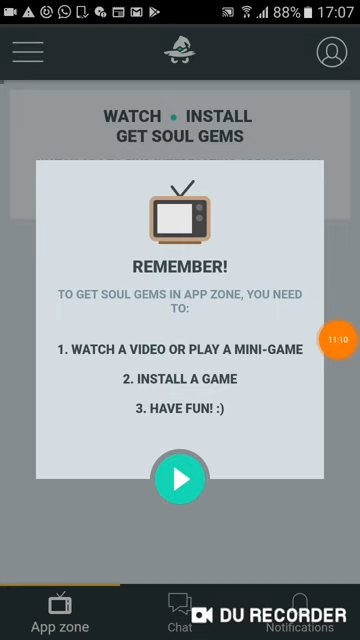 88% 17:07
WATCH • INSTALL
GET SOUL GEMS
REMEMBER!
TO GET SOUL GEMS IN APP ZONE, YOU NEED
TO:
1. WATCH A VIDEO OR PLAY A MINI-GAME
2. INSTALL A GAME
3. HAVE FUN! :)
11:10
App zone
Chat
Notifications
DU RECORDER